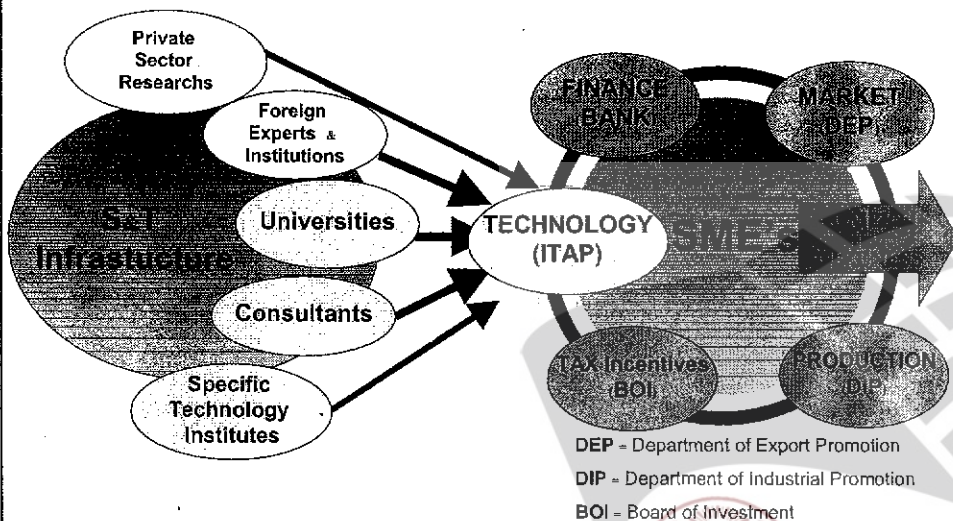 Private
Sector
Researchs
Foreign
Experts &
Institutions
Universities
Consultants
Specific
Technology
Institutes
S&T
Infrastucture
TECHNOLOGY
(ITAP)
FINANCE
BANK
MARKET
(DEP)
SME's
TAX Incentives
(BOI)
PRODUCTION
(DIP)
DEP = Department of Export Promotion
DIP = Department of Industrial Promotion
BOI = Board of Investment